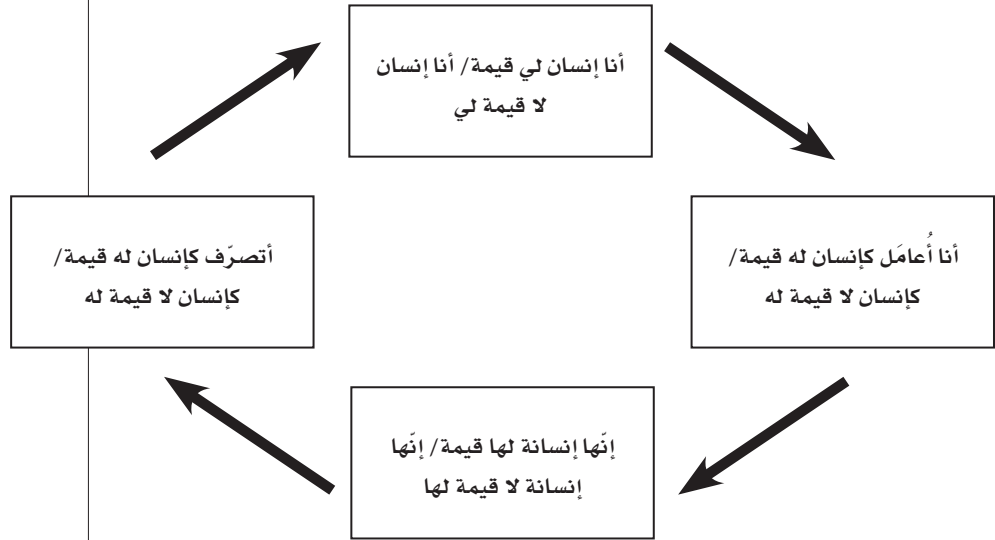 أنا إنسان لي قيمة/ أنا إنسان
لا قيمة لي
أنا أُعامَل كإنسان له قيمة/
كإنسان لا قيمة له
إنّها إنسانة لها قيمة/ إنّها
إنسانة لا قيمة لها
أتصرّف كإنسان له قيمة/
كإنسان لا قيمة له